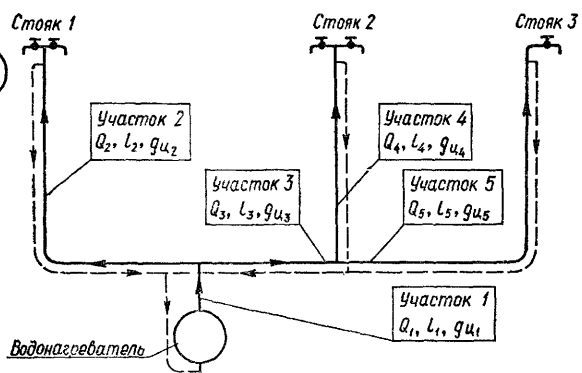 Стояк 1
Стояк 2
Стояк 3
Участок 2
Q₂, l₂, gц₂
Участок 4
Q₄, l₄, gц₄
Участок 3
Q₃, l₃, gц₃
Участок 5
Q₅, l₅, gц₅
Участок 1
Q₁, l₁, gц₁
Водонагреватель